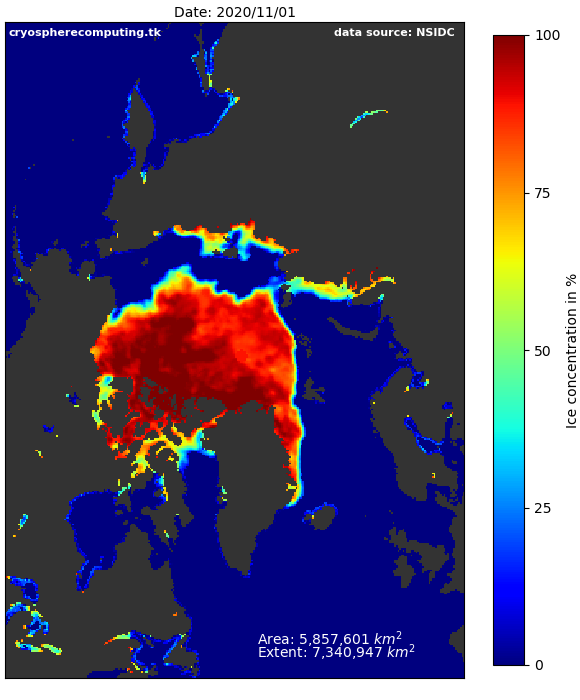 Date: 2020/11/01
cryospherecomputing.tk
data source: NSIDC
100
75
50
25
0
Ice concentration in %
Area: 5,857,601 km²
Extent: 7,340,947 km²